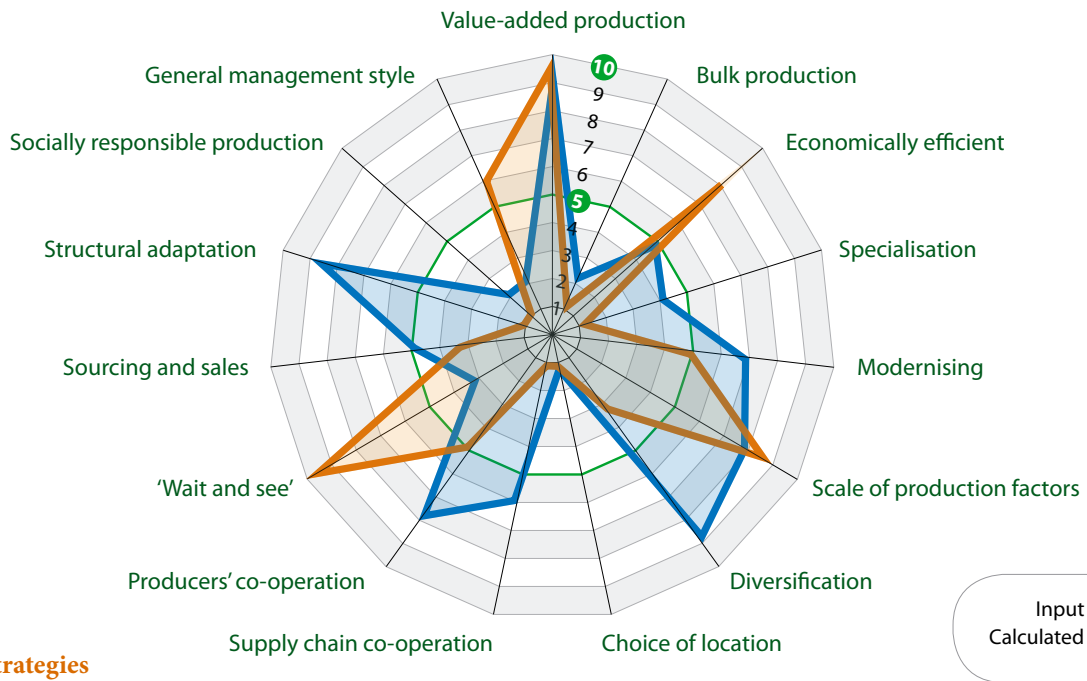 Value-added production
General management style
10
Bulk production
9
8
Socially responsible production
7
Economically efficient
6
5
4
Structural adaptation
Specialisation
3
2
1
Sourcing and sales
Modernising
‘Wait and see’
Scale of production factors
Producers’ co-operation
Diversification
Supply chain co-operation
Choice of location
Input
Calculated
trategies